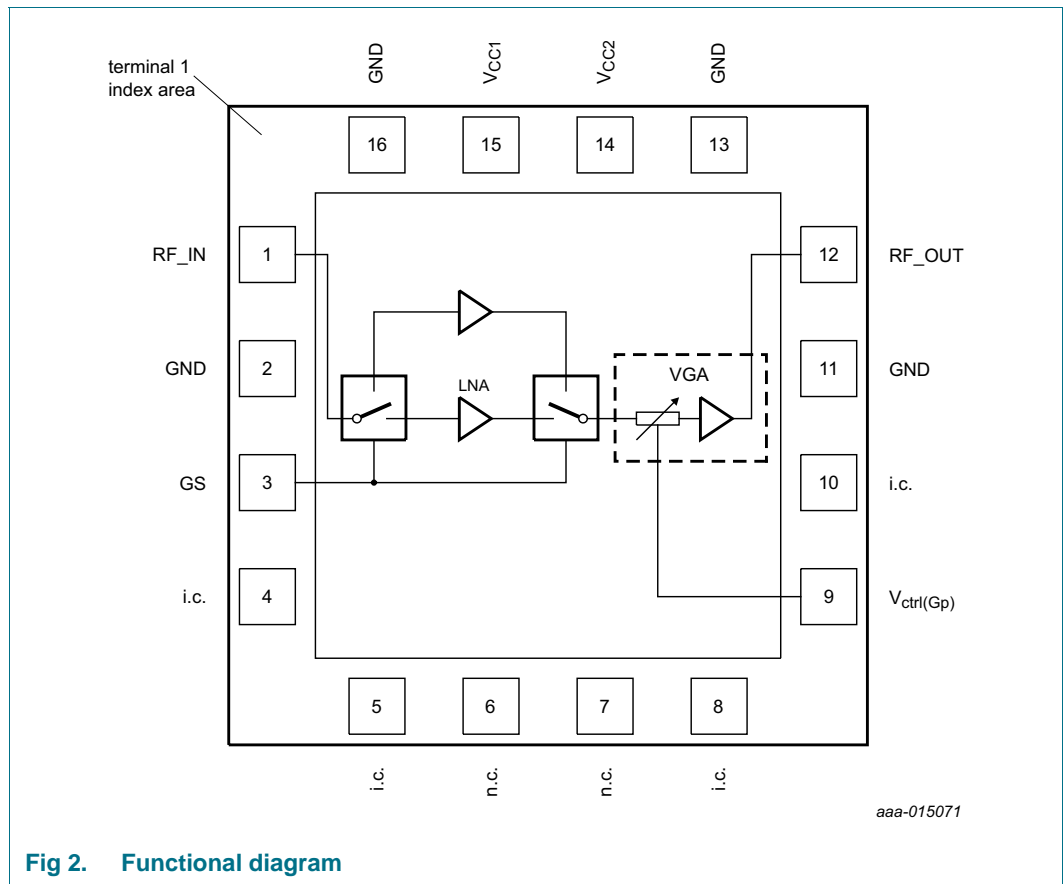 terminal 1
index area
GND
VCC1
VCC2
GND
16
15
14
13
RF_IN
1
12
RF_OUT
GND
2
11
GND
LNA
VGA
GS
3
10
i.c.
i.c.
4
9
Vctrl(Gp)
5
6
7
8
i.c.
n.c.
n.c.
i.c.
aaa-015071
Fig 2. Functional diagram